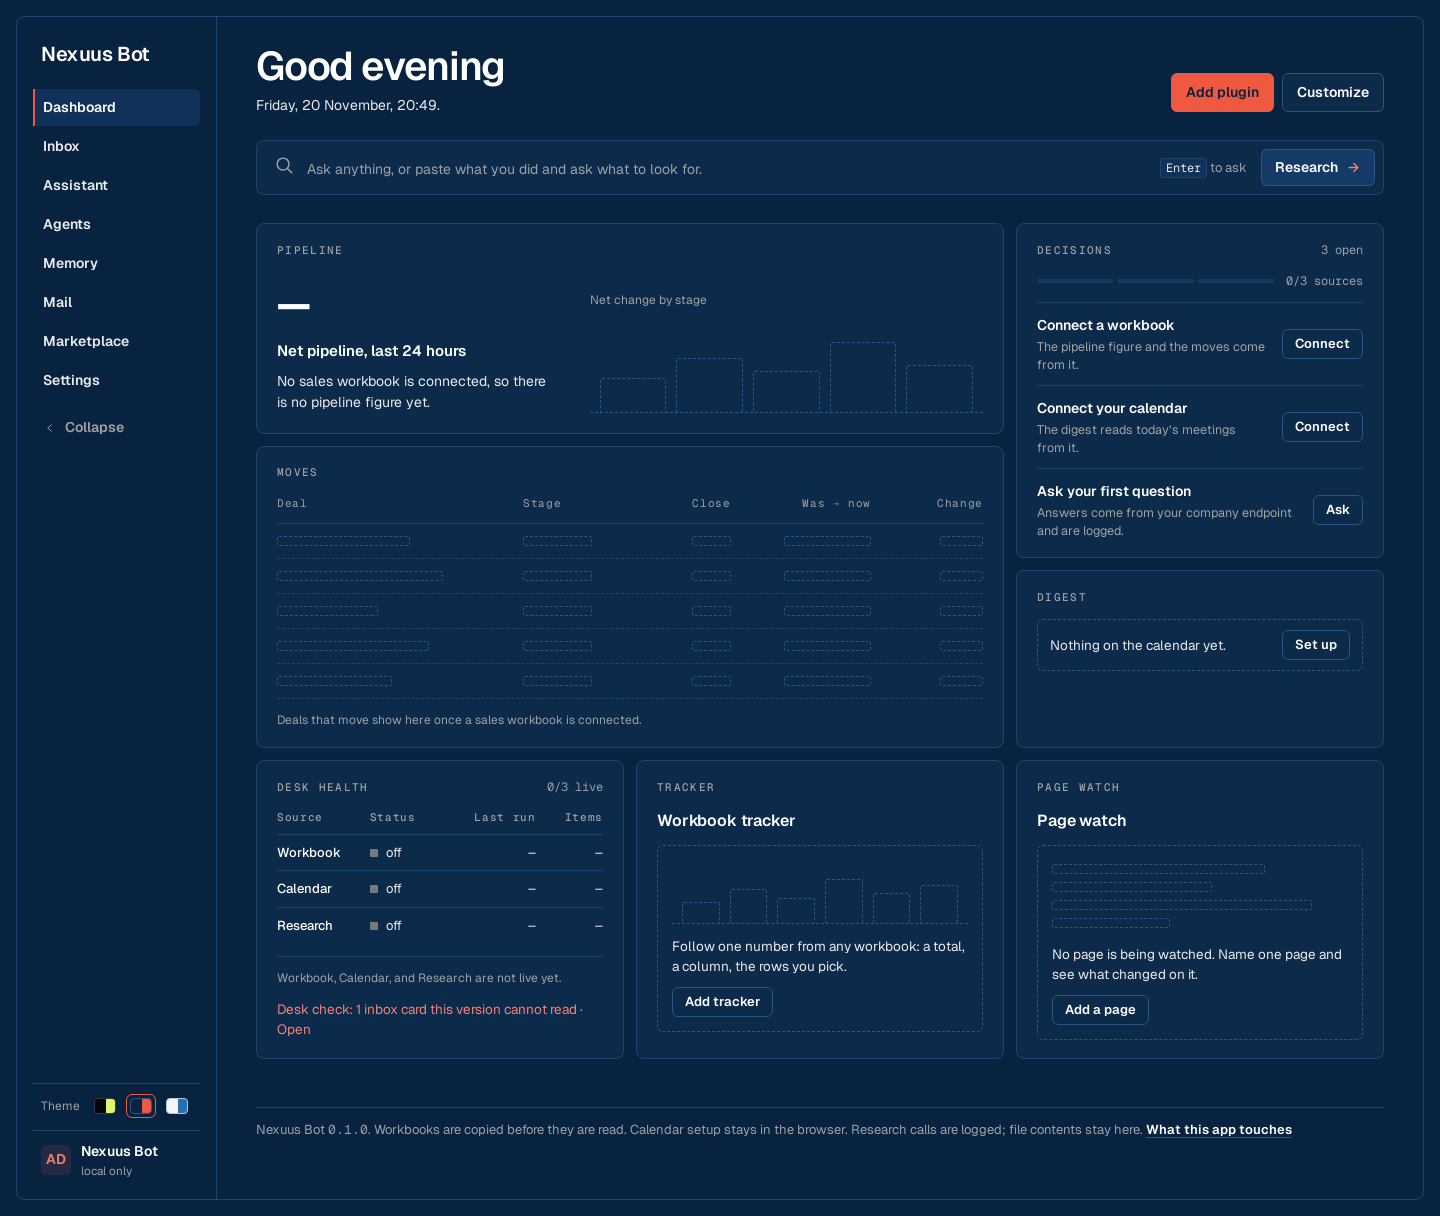 Nexuus Bot
Dashboard
Inbox
Assistant
Agents
Memory
Mail
Marketplace
Settings
Collapse
Theme
AD
Nexuus Bot
local only
Good evening
Friday, 20 November, 20:49.
Add plugin
Customize
Ask anything, or paste what you did and ask what to look for.
Enter to ask
Research →
PIPELINE
—
Net pipeline, last 24 hours
No sales workbook is connected, so there
is no pipeline figure yet.
Net change by stage
DECISIONS
3 open
0/3 sources
Connect a workbook
The pipeline figure and the moves come
from it.
Connect
Connect your calendar
The digest reads today's meetings
from it.
Connect
Ask your first question
Answers come from your company endpoint
and are logged.
Ask
MOVES
Deal Stage Close Was → now Change
Deals that move show here once a sales workbook is connected.
DIGEST
Nothing on the calendar yet.
Set up
DESK HEALTH
0/3 live
Source Status Last run Items
Workbook off – –
Calendar off – –
Research off – –
Workbook, Calendar, and Research are not live yet.
Desk check: 1 inbox card this version cannot read ·
Open
TRACKER
Workbook tracker
Follow one number from any workbook: a total,
a column, the rows you pick.
Add tracker
PAGE WATCH
Page watch
No page is being watched. Name one page and
see what changed on it.
Add a page
Nexuus Bot 0.1.0. Workbooks are copied before they are read. Calendar setup stays in the browser. Research calls are logged; file contents stay here. What this app touches